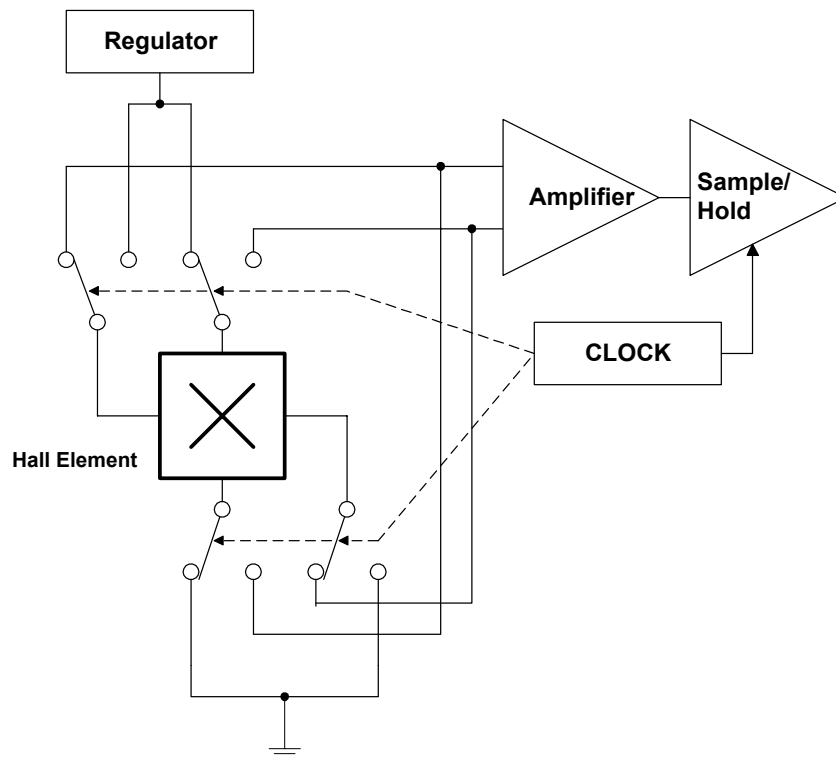 Regulator
Amplifier
Sample/
Hold
CLOCK
Hall Element